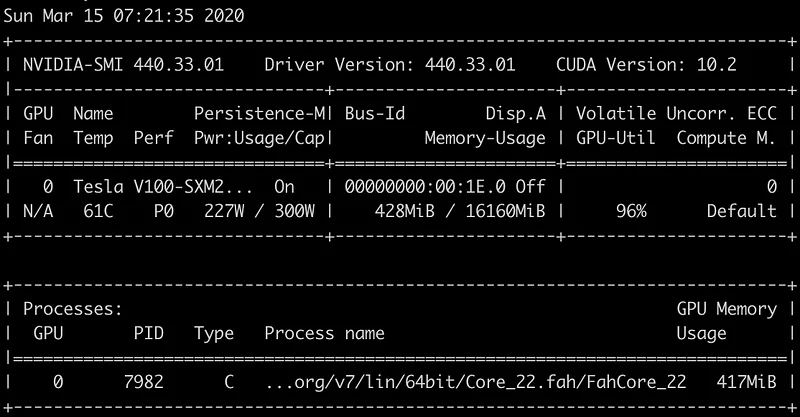 Sun Mar 15 07:21:35 2020
+-----------------------------------------------------------------------------+
| NVIDIA-SMI 440.33.01    Driver Version: 440.33.01    CUDA Version: 10.2     |
|-------------------------------+----------------------+----------------------+
| GPU  Name        Persistence-M| Bus-Id        Disp.A | Volatile Uncorr. ECC |
| Fan  Temp  Perf  Pwr:Usage/Cap|         Memory-Usage | GPU-Util  Compute M. |
|===============================+======================+======================|
|   0  Tesla V100-SXM2...  On   | 00000000:00:1E.0 Off |                    0 |
| N/A   61C    P0   227W / 300W |    428MiB / 16160MiB |     96%      Default |
+-------------------------------+----------------------+----------------------+
+-----------------------------------------------------------------------------+
| Processes:                                                       GPU Memory |
|  GPU       PID   Type   Process name                             Usage      |
|=============================================================================|
|    0      7982      C   ...org/v7/lin/64bit/Core_22.fah/FahCore_22   417MiB |
+-----------------------------------------------------------------------------+